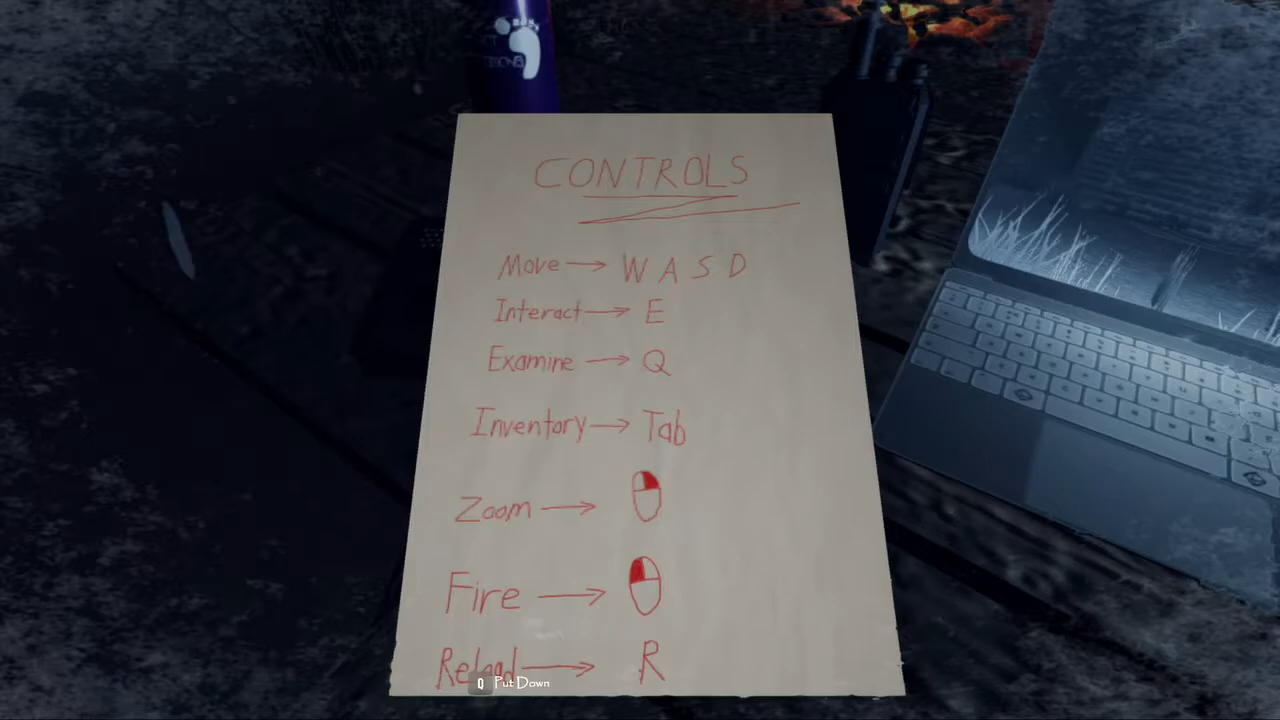 CONTROLS
Move → W A S D
Interact → E
Examine → Q
Inventory → Tab
Zoom →
Fire →
Reload → R
Q Put Down